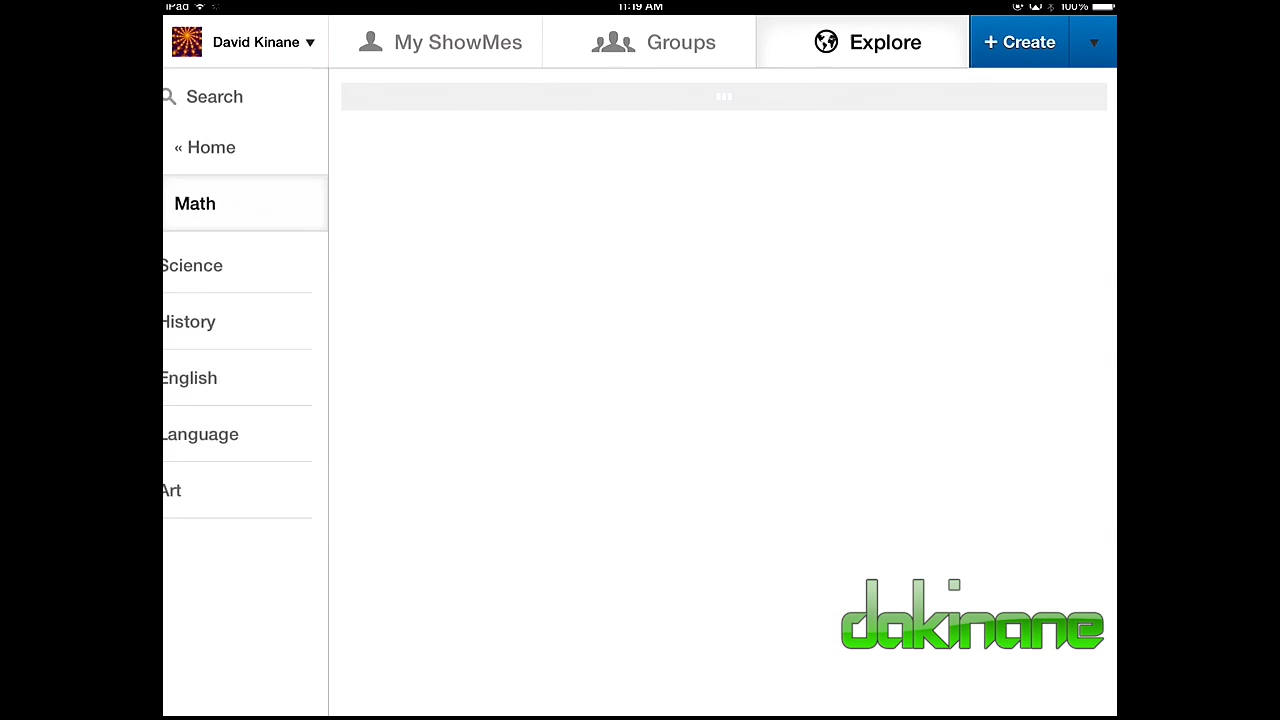 iPad 11:19 AM 100%
David Kinane ▼ My ShowMes Groups Explore + Create ▼
Search
« Home
Math
Science
History
English
Language
Art
dakinane